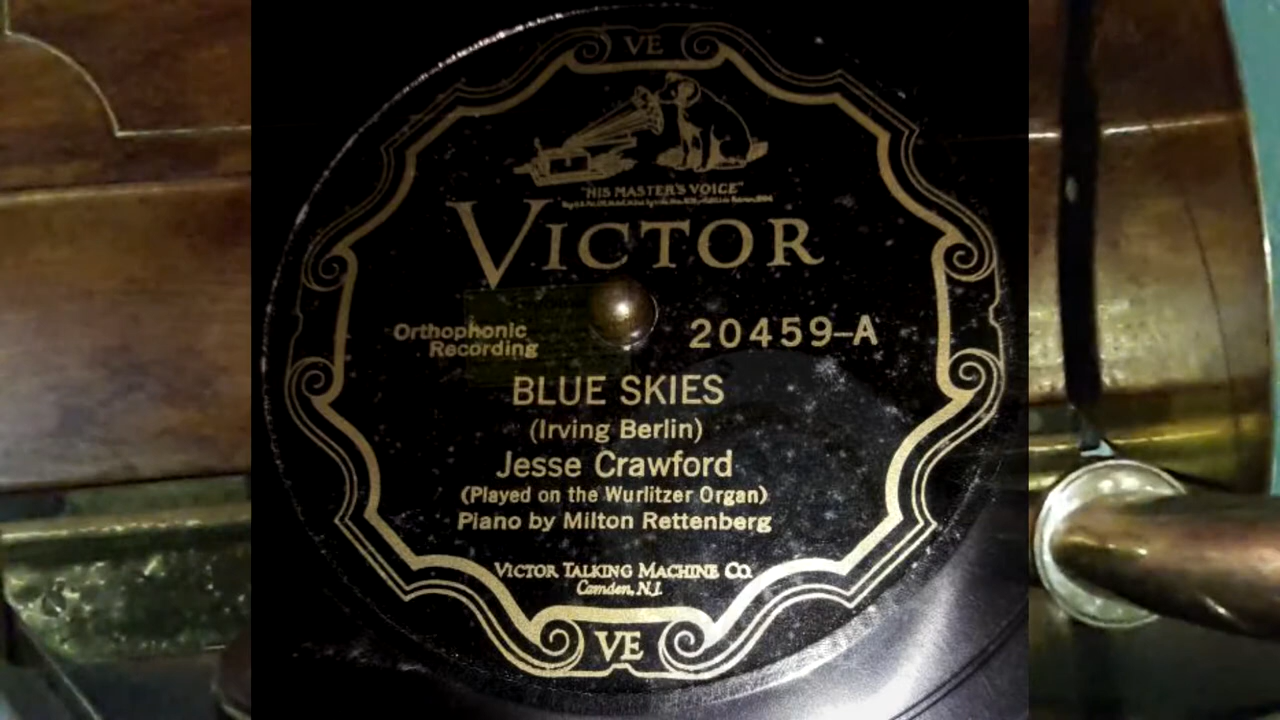 VE
"HIS MASTER'S VOICE"
VICTOR
Orthophonic
Recording
20459-A
BLUE SKIES
(Irving Berlin)
Jesse Crawford
(Played on the Wurlitzer Organ)
Piano by Milton Rettenberg
VICTOR TALKING MACHINE CO.
Camden, N.J.
VE